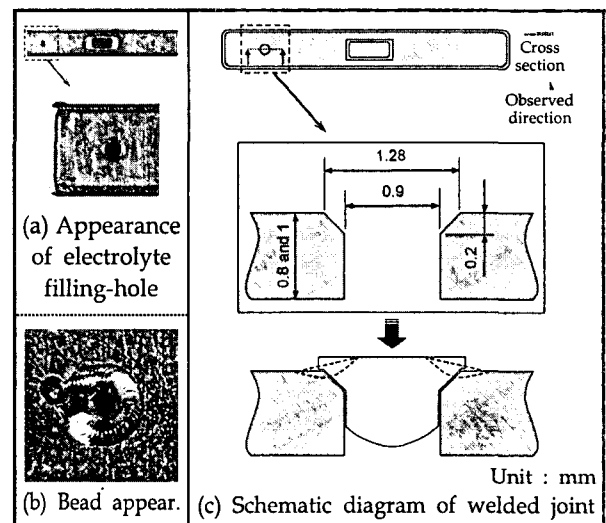 (a) Appearance
of electrolyte
filling-hole
(b) Bead appear.
Cross
section
Observed
direction
1.28
0.9
0.8 and 1
0.2
Unit : mm
(c) Schematic diagram of welded joint